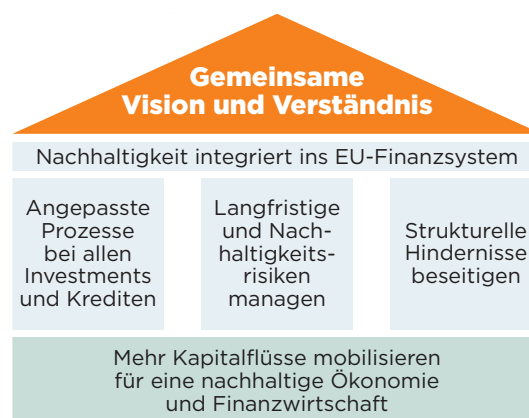 Gemeinsame
Vision und Verständnis
Nachhaltigkeit integriert ins EU-Finanzsystem
Angepasste
Prozesse
bei allen
Investments
und Krediten
Langfristige
und Nach-
haltigkeits-
risiken
managen
Strukturelle
Hindernisse
beseitigen
Mehr Kapitalflüsse mobilisieren
für eine nachhaltige Ökonomie
und Finanzwirtschaft